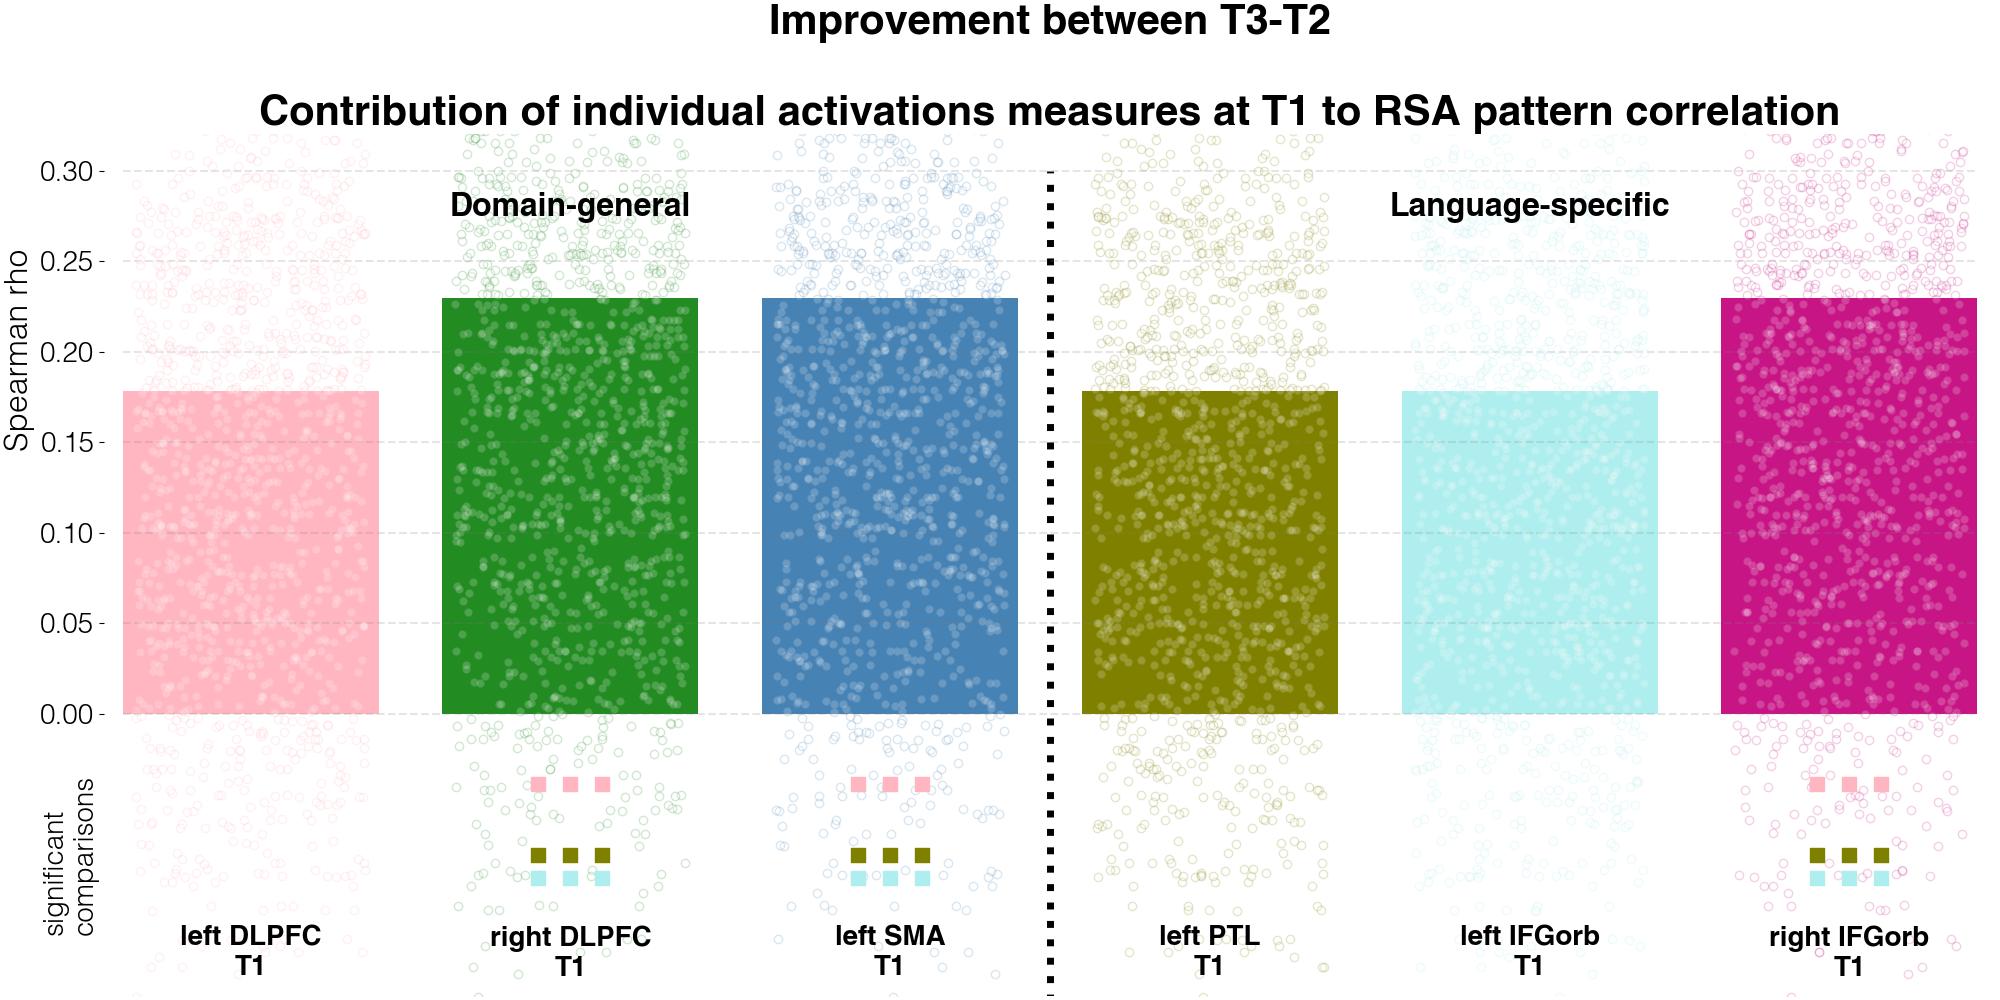 Improvement between T3-T2
Contribution of individual activations measures at T1 to RSA pattern correlation
Domain-general
Language-specific
Spearman rho
0.30
0.25
0.20
0.15
0.10
0.05
0.00
significant
comparisons
left DLPFC
T1
right DLPFC
T1
left SMA
T1
left PTL
T1
left IFGorb
T1
right IFGorb
T1